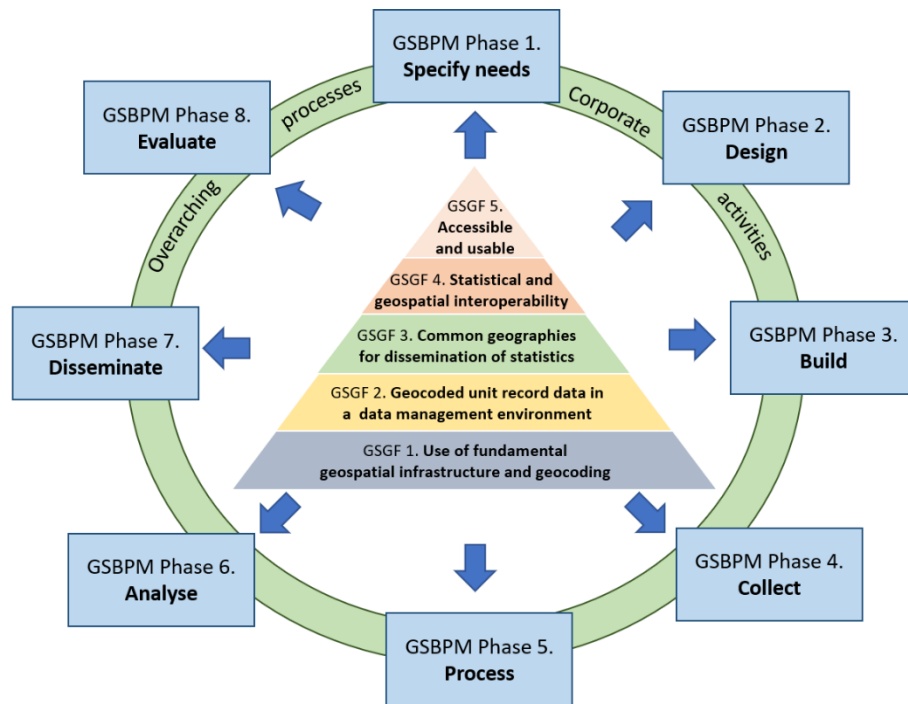 GSBPM Phase 1.
Specify needs
GSBPM Phase 8.
Evaluate
processes
Corporate
GSBPM Phase 2.
Design
Overarching
activities
GSGF 5.
Accessible
and usable
GSGF 4. Statistical and
geospatial interoperability
GSBPM Phase 7.
Disseminate
GSGF 3. Common geographies
for dissemination of statistics
GSBPM Phase 3.
Build
GSGF 2. Geocoded unit record data in
a data management environment
GSGF 1. Use of fundamental
geospatial infrastructure and geocoding
GSBPM Phase 6.
Analyse
GSBPM Phase 4.
Collect
GSBPM Phase 5.
Process